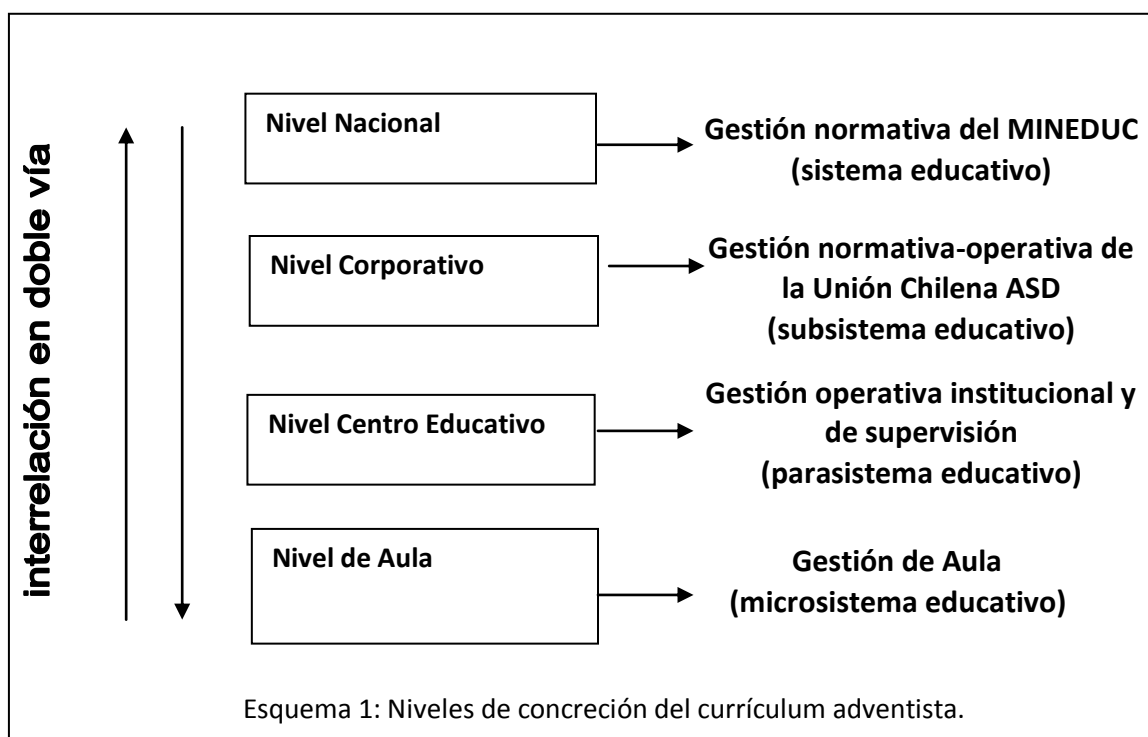 interrelación en doble vía
Nivel Nacional
Gestión normativa del MINEDUC
(sistema educativo)
Nivel Corporativo
Gestión normativa-operativa de
la Unión Chilena ASD
(subsistema educativo)
Nivel Centro Educativo
Gestión operativa institucional y
de supervisión
(parasistema educativo)
Nivel de Aula
Gestión de Aula
(microsistema educativo)
Esquema 1: Niveles de concreción del currículum adventista.